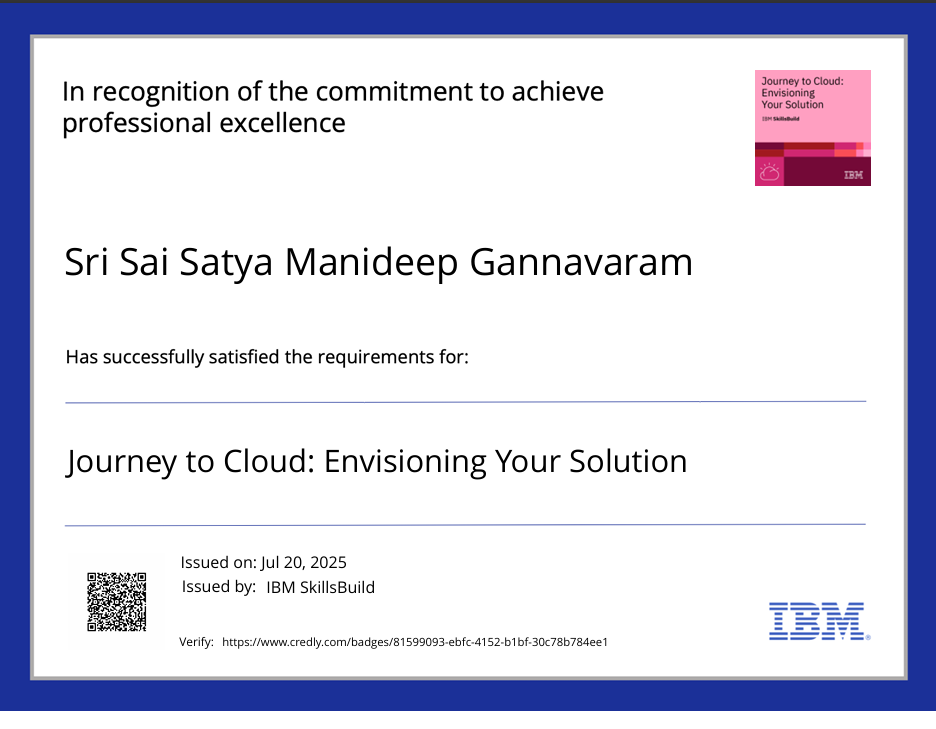 In recognition of the commitment to achieve
professional excellence
Journey to Cloud:
Envisioning
Your Solution
IBM SkillsBuild
IBM
Sri Sai Satya Manideep Gannavaram
Has successfully satisfied the requirements for:
Journey to Cloud: Envisioning Your Solution
Issued on: Jul 20, 2025
Issued by: IBM SkillsBuild
Verify: https://www.credly.com/badges/81599093-ebfc-4152-b1bf-30c78b784ee1
IBM®